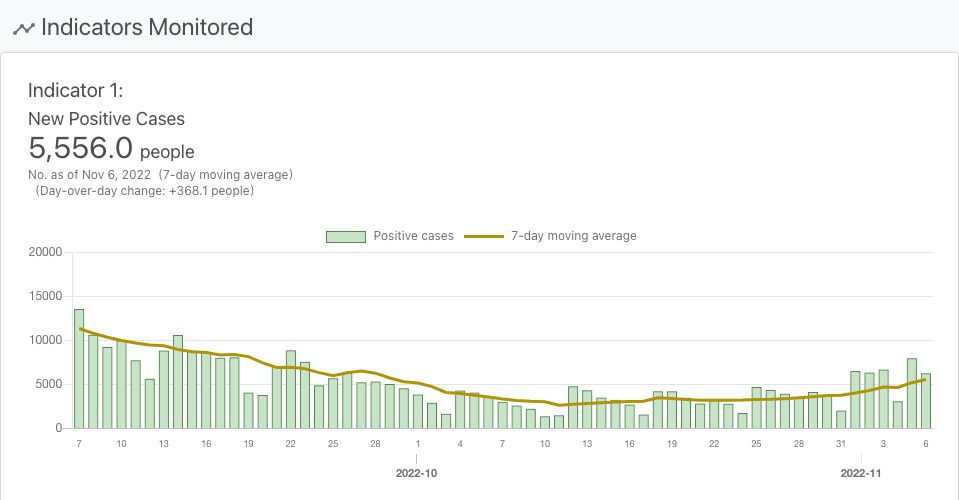 Indicators Monitored
Indicator 1:
New Positive Cases
5,556.0 people
No. as of Nov 6, 2022 (7-day moving average)
(Day-over-day change: +368.1 people)
Positive cases 7-day moving average
20000
15000
10000
5000
0
7 10 13 16 19 22 25 28 1 4 7 10 13 16 19 22 25 28 31 3 6
2022-10 2022-11